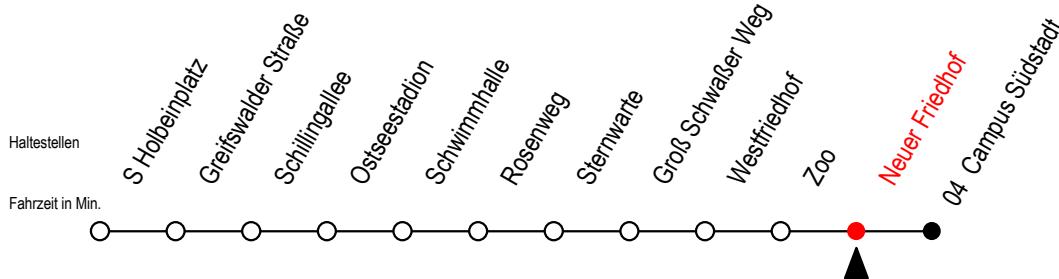 Haltestellen
S Holbeinplatz
Greifswalder Straße
Schillingallee
Ostseestadion
Schwimmhalle
Rosenweg
Sternwarte
Groß Schwaßer Weg
Westfriedhof
Zoo
Neuer Friedhof
04 Campus Südstadt
Fahrzeit in Min.